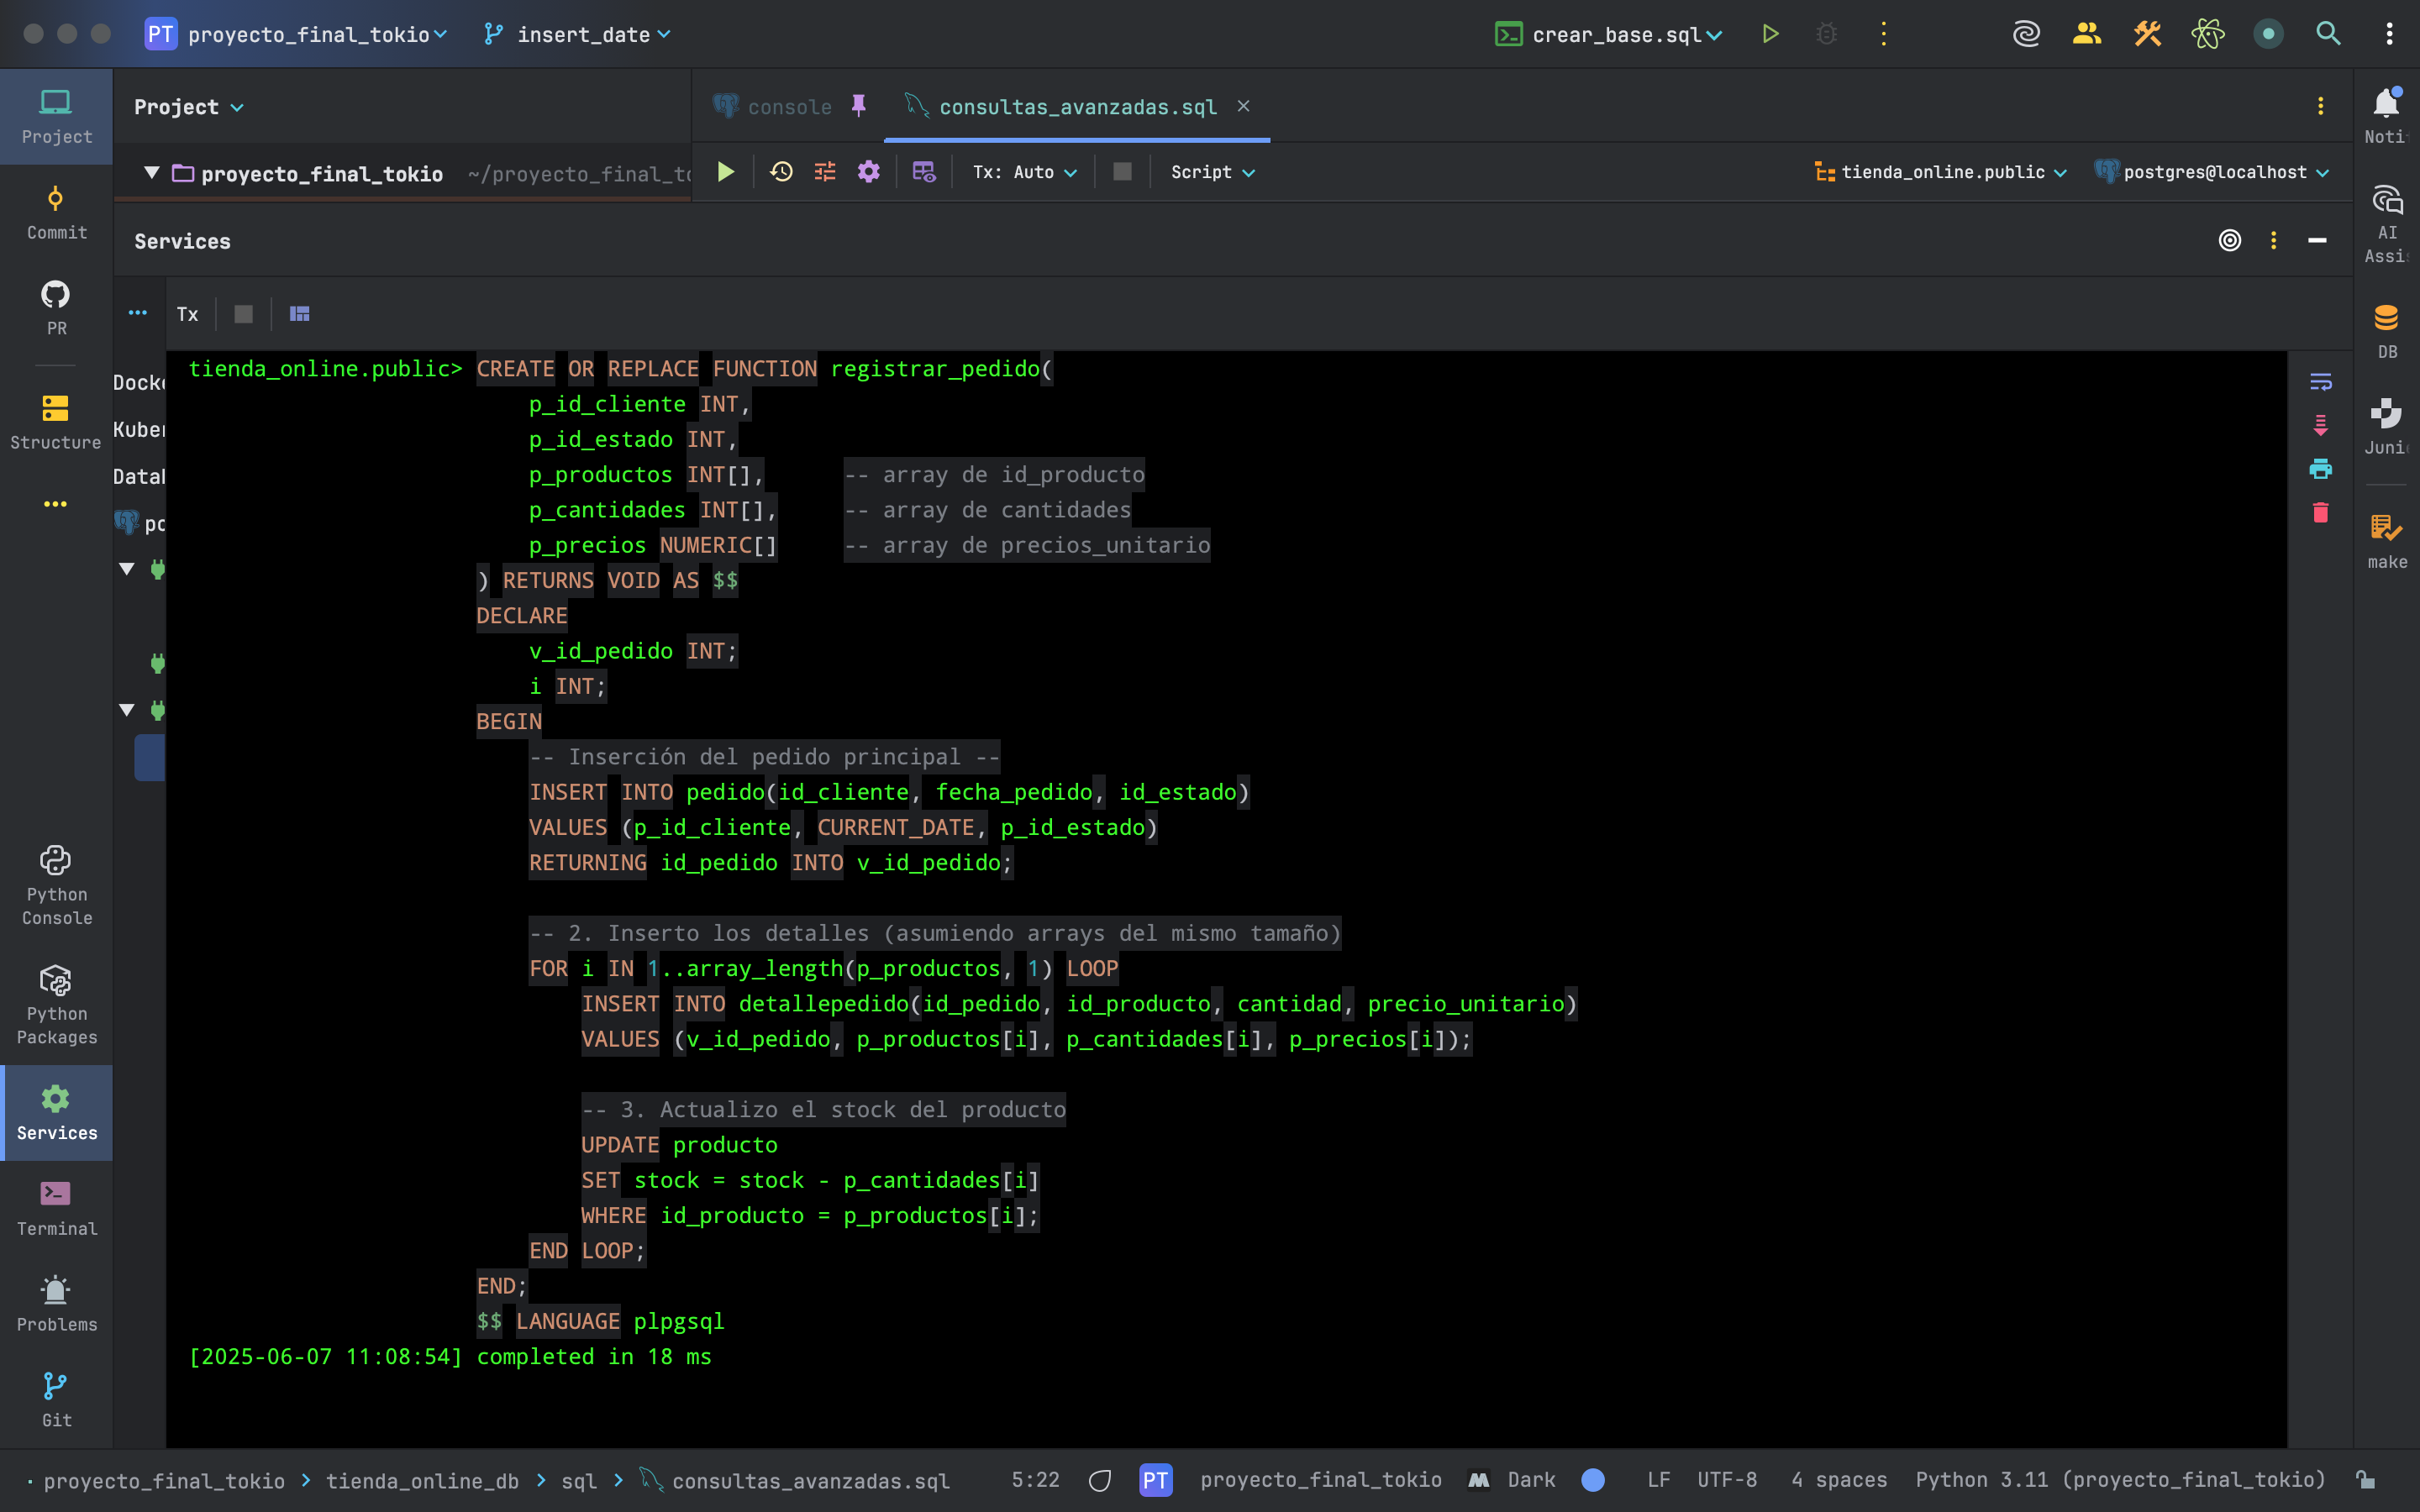 PT proyecto_final_tokio insert_date crear_base.sql
Project
Project console consultas_avanzadas.sql
proyecto_final_tokio ~/proyecto_final_to Tx: Auto Script tienda_online.public postgres@localhost
Noti
Commit
Services
AI
Assi
PR
Tx
DB
Docke
Kuber
Datab
po
Structure
Juni
make
tienda_online.public> CREATE OR REPLACE FUNCTION registrar_pedido(
p_id_cliente INT,
p_id_estado INT,
p_productos INT[], -- array de id_producto
p_cantidades INT[], -- array de cantidades
p_precios NUMERIC[] -- array de precios_unitario
) RETURNS VOID AS $$
DECLARE
v_id_pedido INT;
i INT;
BEGIN
-- Inserción del pedido principal --
INSERT INTO pedido(id_cliente, fecha_pedido, id_estado)
VALUES (p_id_cliente, CURRENT_DATE, p_id_estado)
RETURNING id_pedido INTO v_id_pedido;
-- 2. Inserto los detalles (asumiendo arrays del mismo tamaño)
FOR i IN 1..array_length(p_productos, 1) LOOP
INSERT INTO detallepedido(id_pedido, id_producto, cantidad, precio_unitario)
VALUES (v_id_pedido, p_productos[i], p_cantidades[i], p_precios[i]);
-- 3. Actualizo el stock del producto
UPDATE producto
SET stock = stock - p_cantidades[i]
WHERE id_producto = p_productos[i];
END LOOP;
END;
$$ LANGUAGE plpgsql
[2025-06-07 11:08:54] completed in 18 ms
Python
Console
Python
Packages
Services
Terminal
Problems
Git
proyecto_final_tokio > tienda_online_db > sql > consultas_avanzadas.sql 5:22 PT proyecto_final_tokio Dark LF UTF-8 4 spaces Python 3.11 (proyecto_final_tokio)